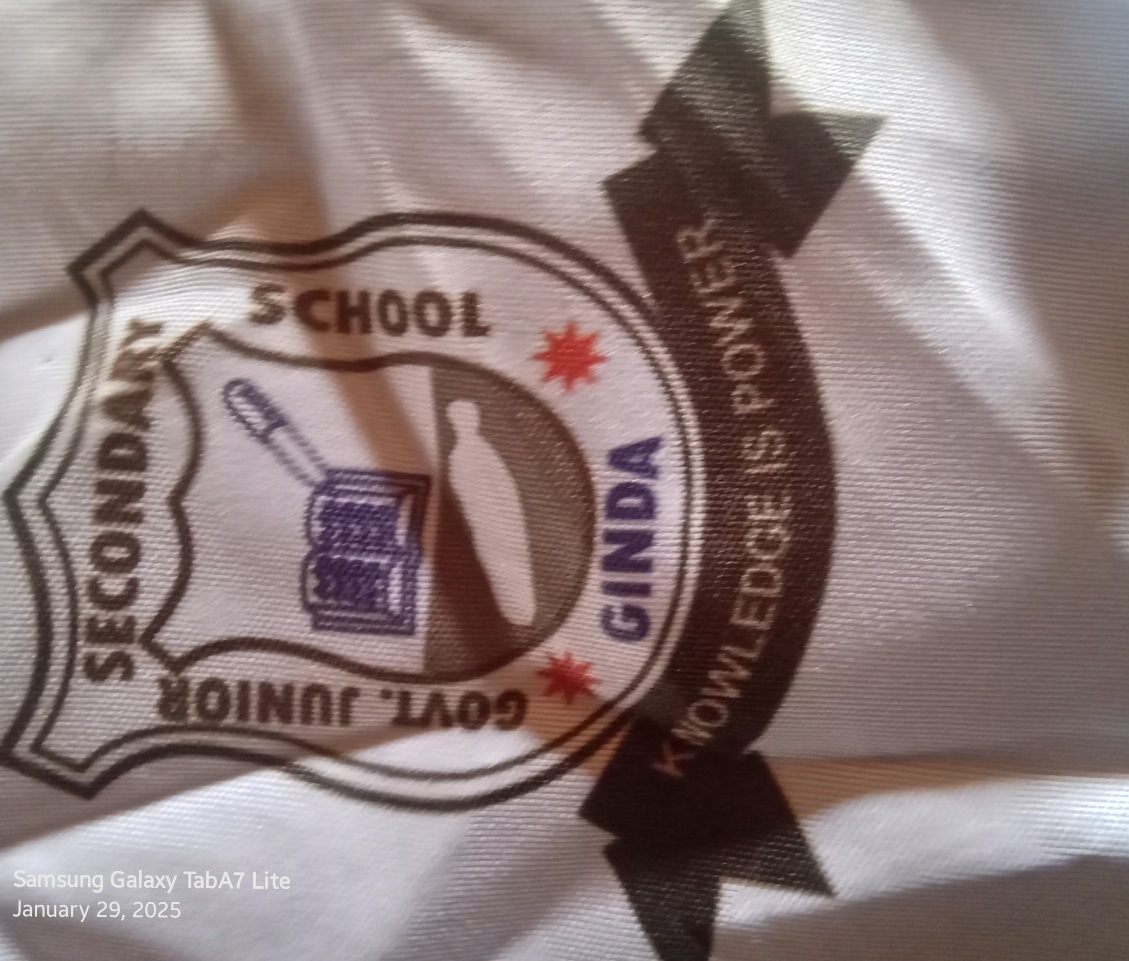 GOVT. JUNIOR
SECONDARY
SCHOOL
GINDA
KNOWLEDGE IS POWER
Samsung Galaxy TabA7 Lite
January 29, 2025